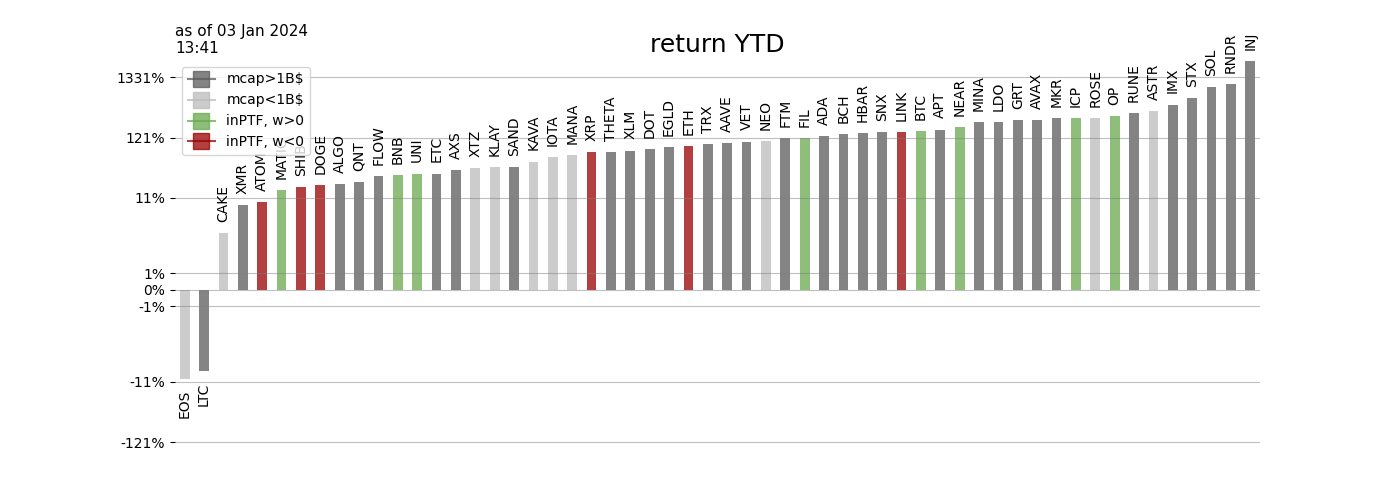 as of 03 Jan 2024
13:41
return YTD
mcap>1B$
mcap<1B$
inPTF, w>0
inPTF, w<0
1331%
121%
11%
1%
0%
-1%
-11%
-121%
EOS
LTC
CAKE
XMR
ATOM
MATIC
SHIB
DOGE
ALGO
QNT
FLOW
BNB
UNI
ETC
AXS
XTZ
KLAY
SAND
KAVA
IOTA
MANA
XRP
THETA
XLM
DOT
EGLD
ETH
TRX
AAVE
VET
NEO
FTM
FIL
ADA
BCH
HBAR
SNX
LINK
BTC
APT
NEAR
MINA
LDO
GRT
AVAX
MKR
ICP
ROSE
OP
RUNE
ASTR
IMX
STX
SOL
RNDR
INJ